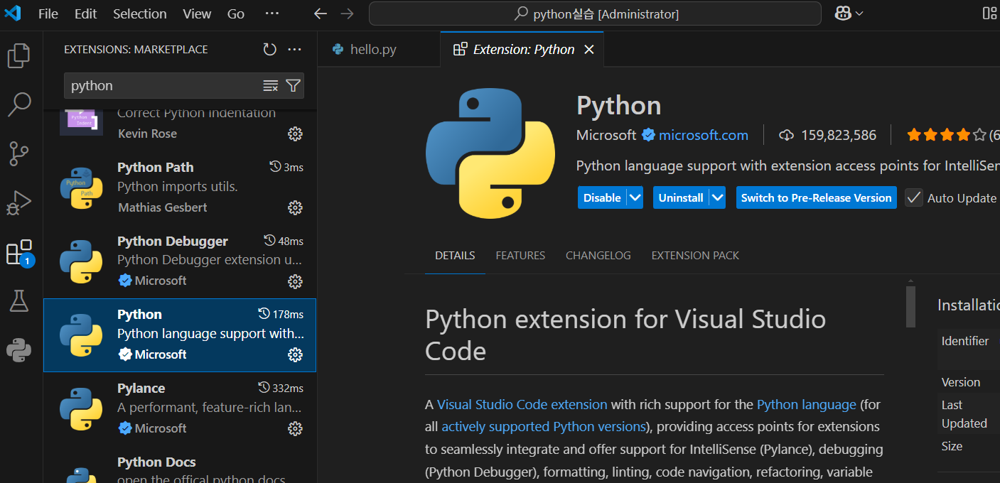 File Edit Selection View Go ···
python실습 [Administrator]
EXTENSIONS: MARKETPLACE
python
Correct Python Indentation
Kevin Rose
Python Path 3ms
Python imports utils.
Mathias Gesbert
Python Debugger 48ms
Python Debugger extension u...
Microsoft
Python 178ms
Python language support with...
Microsoft
Pylance 332ms
A performant, feature-rich lan...
Microsoft
Python Docs
open the offical python docs
1
hello.py
Extension: Python
Python
Microsoft microsoft.com 159,823,586 (6
Python language support with extension access points for IntelliSen
Disable Uninstall Switch to Pre-Release Version Auto Update
DETAILS FEATURES CHANGELOG EXTENSION PACK
Python extension for Visual Studio
Code
A Visual Studio Code extension with rich support for the Python language (for
all actively supported Python versions), providing access points for extensions
to seamlessly integrate and offer support for IntelliSense (Pylance), debugging
(Python Debugger), formatting, linting, code navigation, refactoring, variable
Installatio
Identifier
Version
Last
Updated
Size
Python
Indent
Python
Path